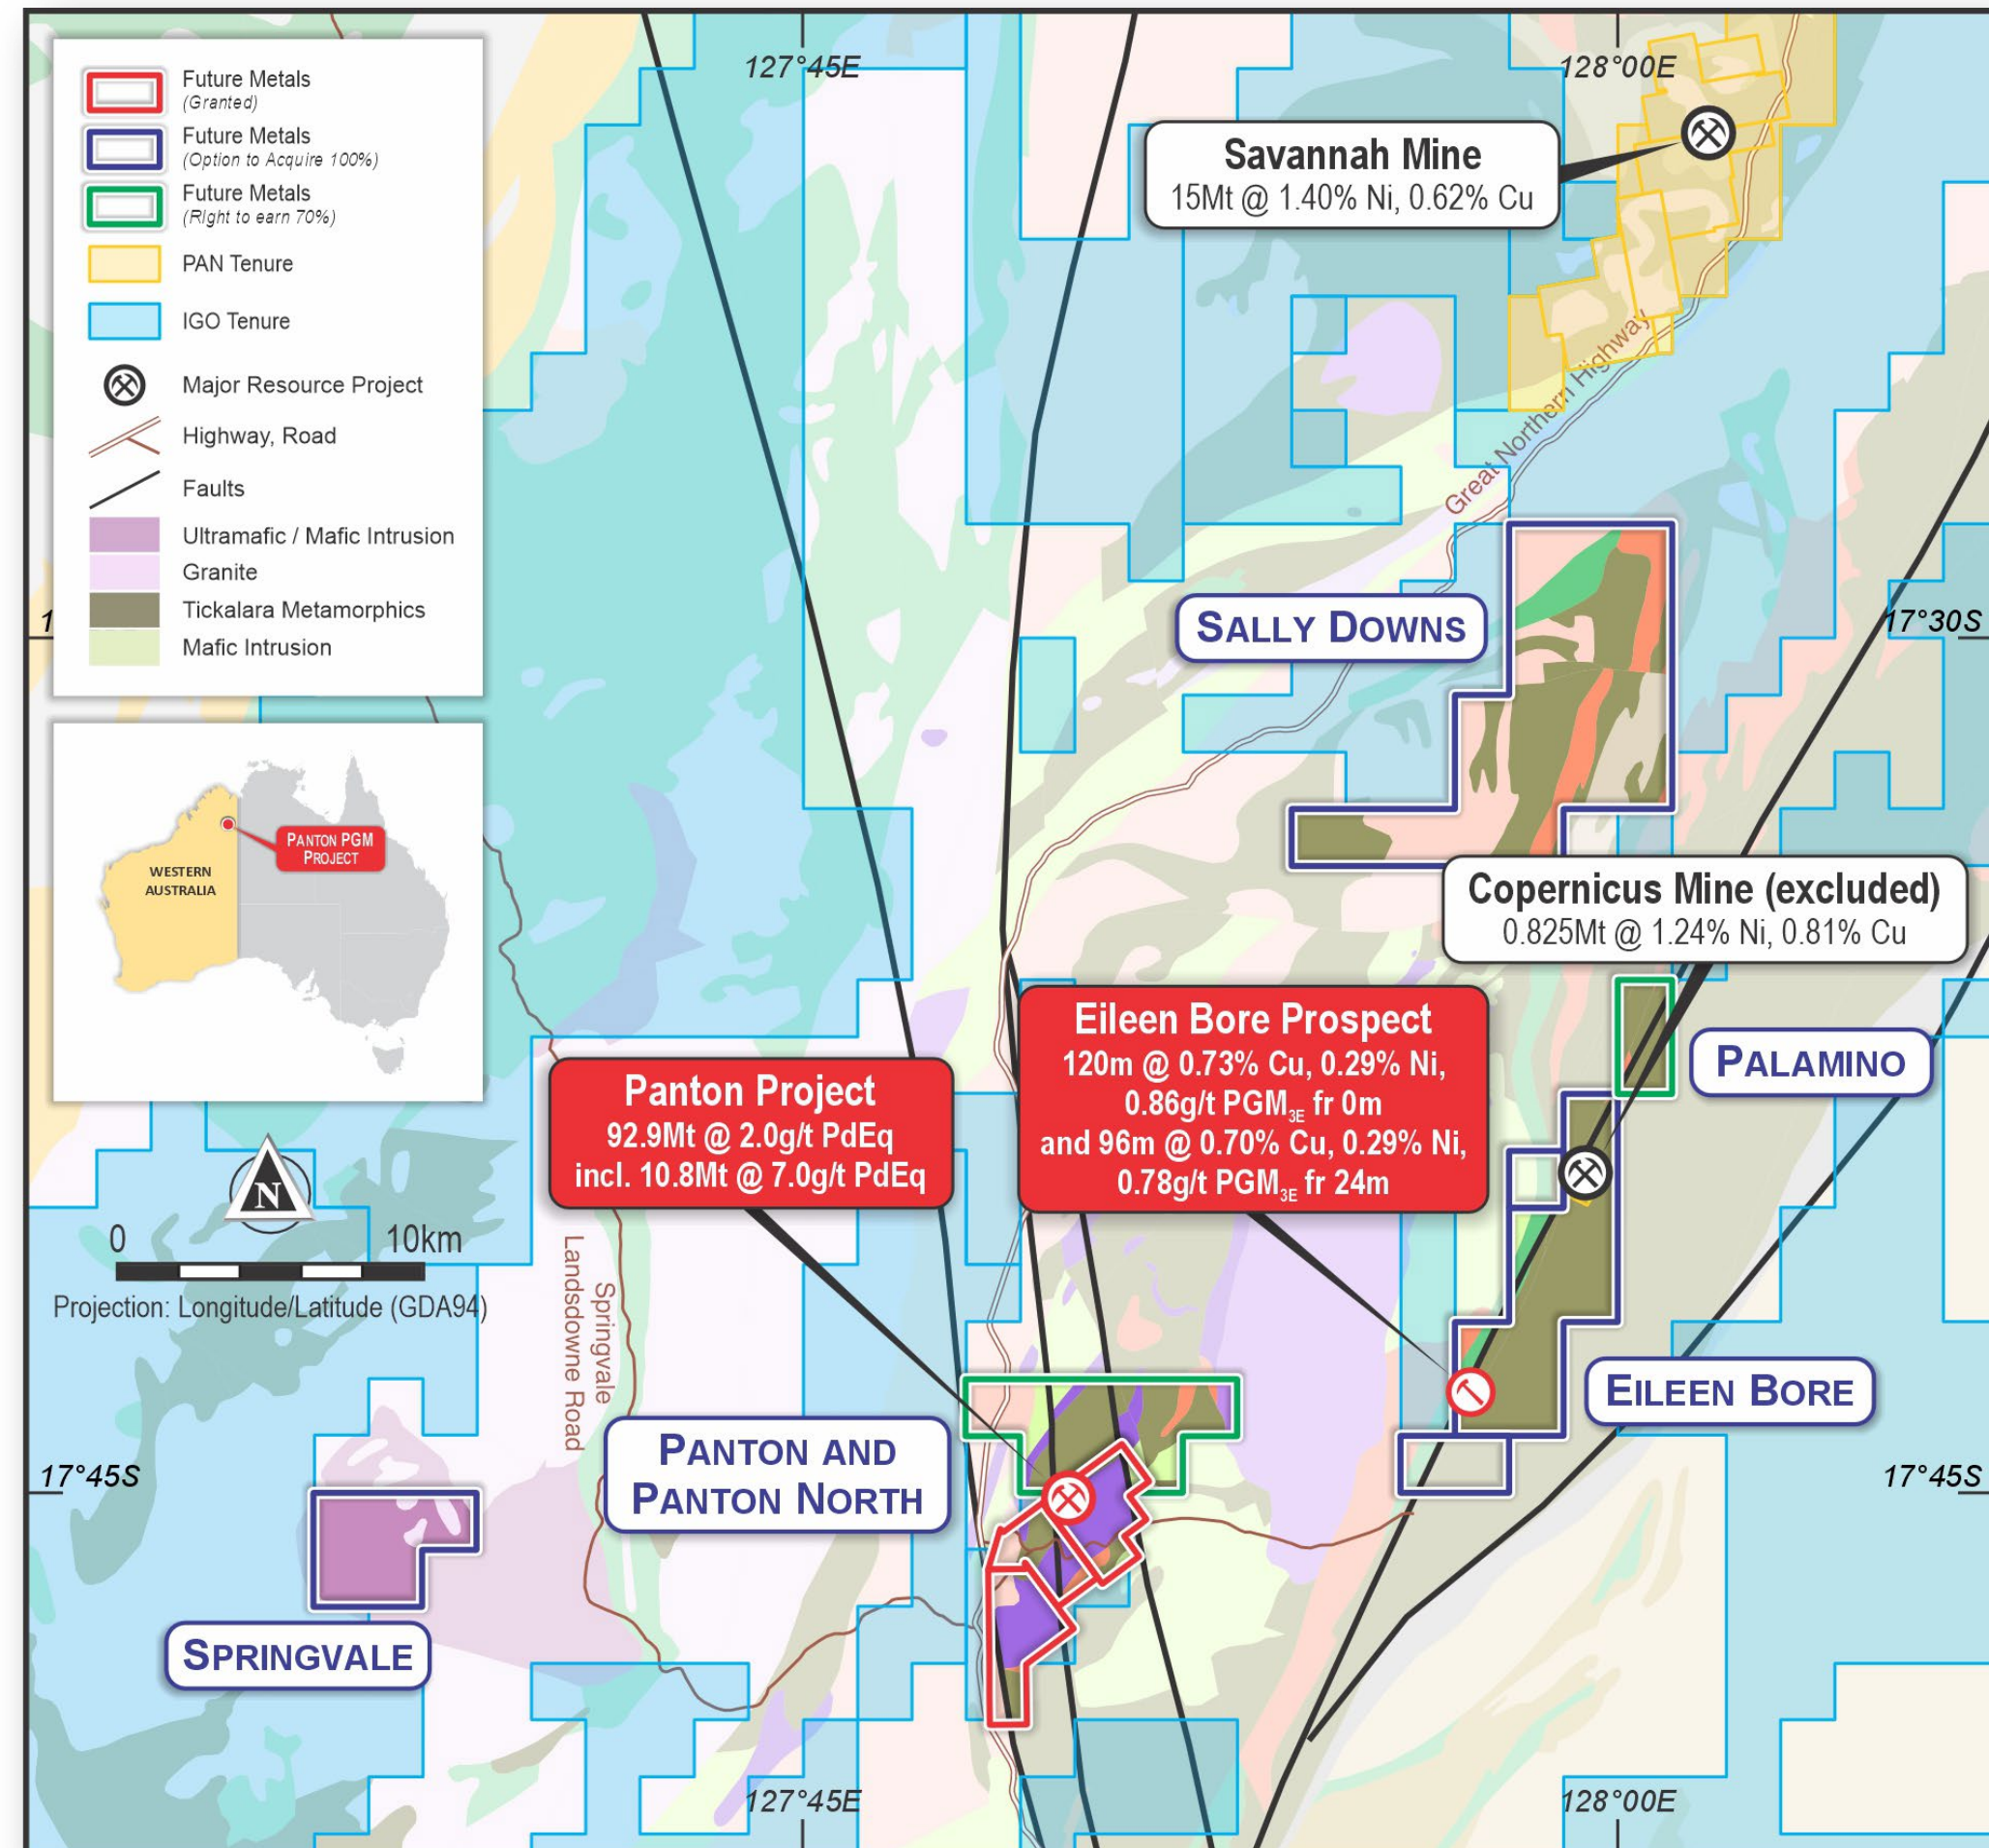 Future Metals
(Granted)
Future Metals
(Option to Acquire 100%)
Future Metals
(Right to earn 70%)
PAN Tenure
IGO Tenure
Major Resource Project
Highway, Road
Faults
Ultramafic / Mafic Intrusion
Granite
Tickalara Metamorphics
Mafic Intrusion
127°45E
128°00E
Savannah Mine
15Mt @ 1.40% Ni, 0.62% Cu
Great Northern Highway
1
17°30S
SALLY DOWNS
PANTON PGM
PROJECT
WESTERN
AUSTRALIA
Copernicus Mine (excluded)
0.825Mt @ 1.24% Ni, 0.81% Cu
Eileen Bore Prospect
120m @ 0.73% Cu, 0.29% Ni,
0.86g/t PGM3E fr 0m
and 96m @ 0.70% Cu, 0.29% Ni,
0.78g/t PGM3E fr 24m
PALAMINO
Panton Project
92.9Mt @ 2.0g/t PdEq
incl. 10.8Mt @ 7.0g/t PdEq
N
0 10km
Projection: Longitude/Latitude (GDA94)
Springvale
Landsdowne Road
EILEEN BORE
PANTON AND
PANTON NORTH
17°45S
17°45S
SPRINGVALE
127°45E
128°00E